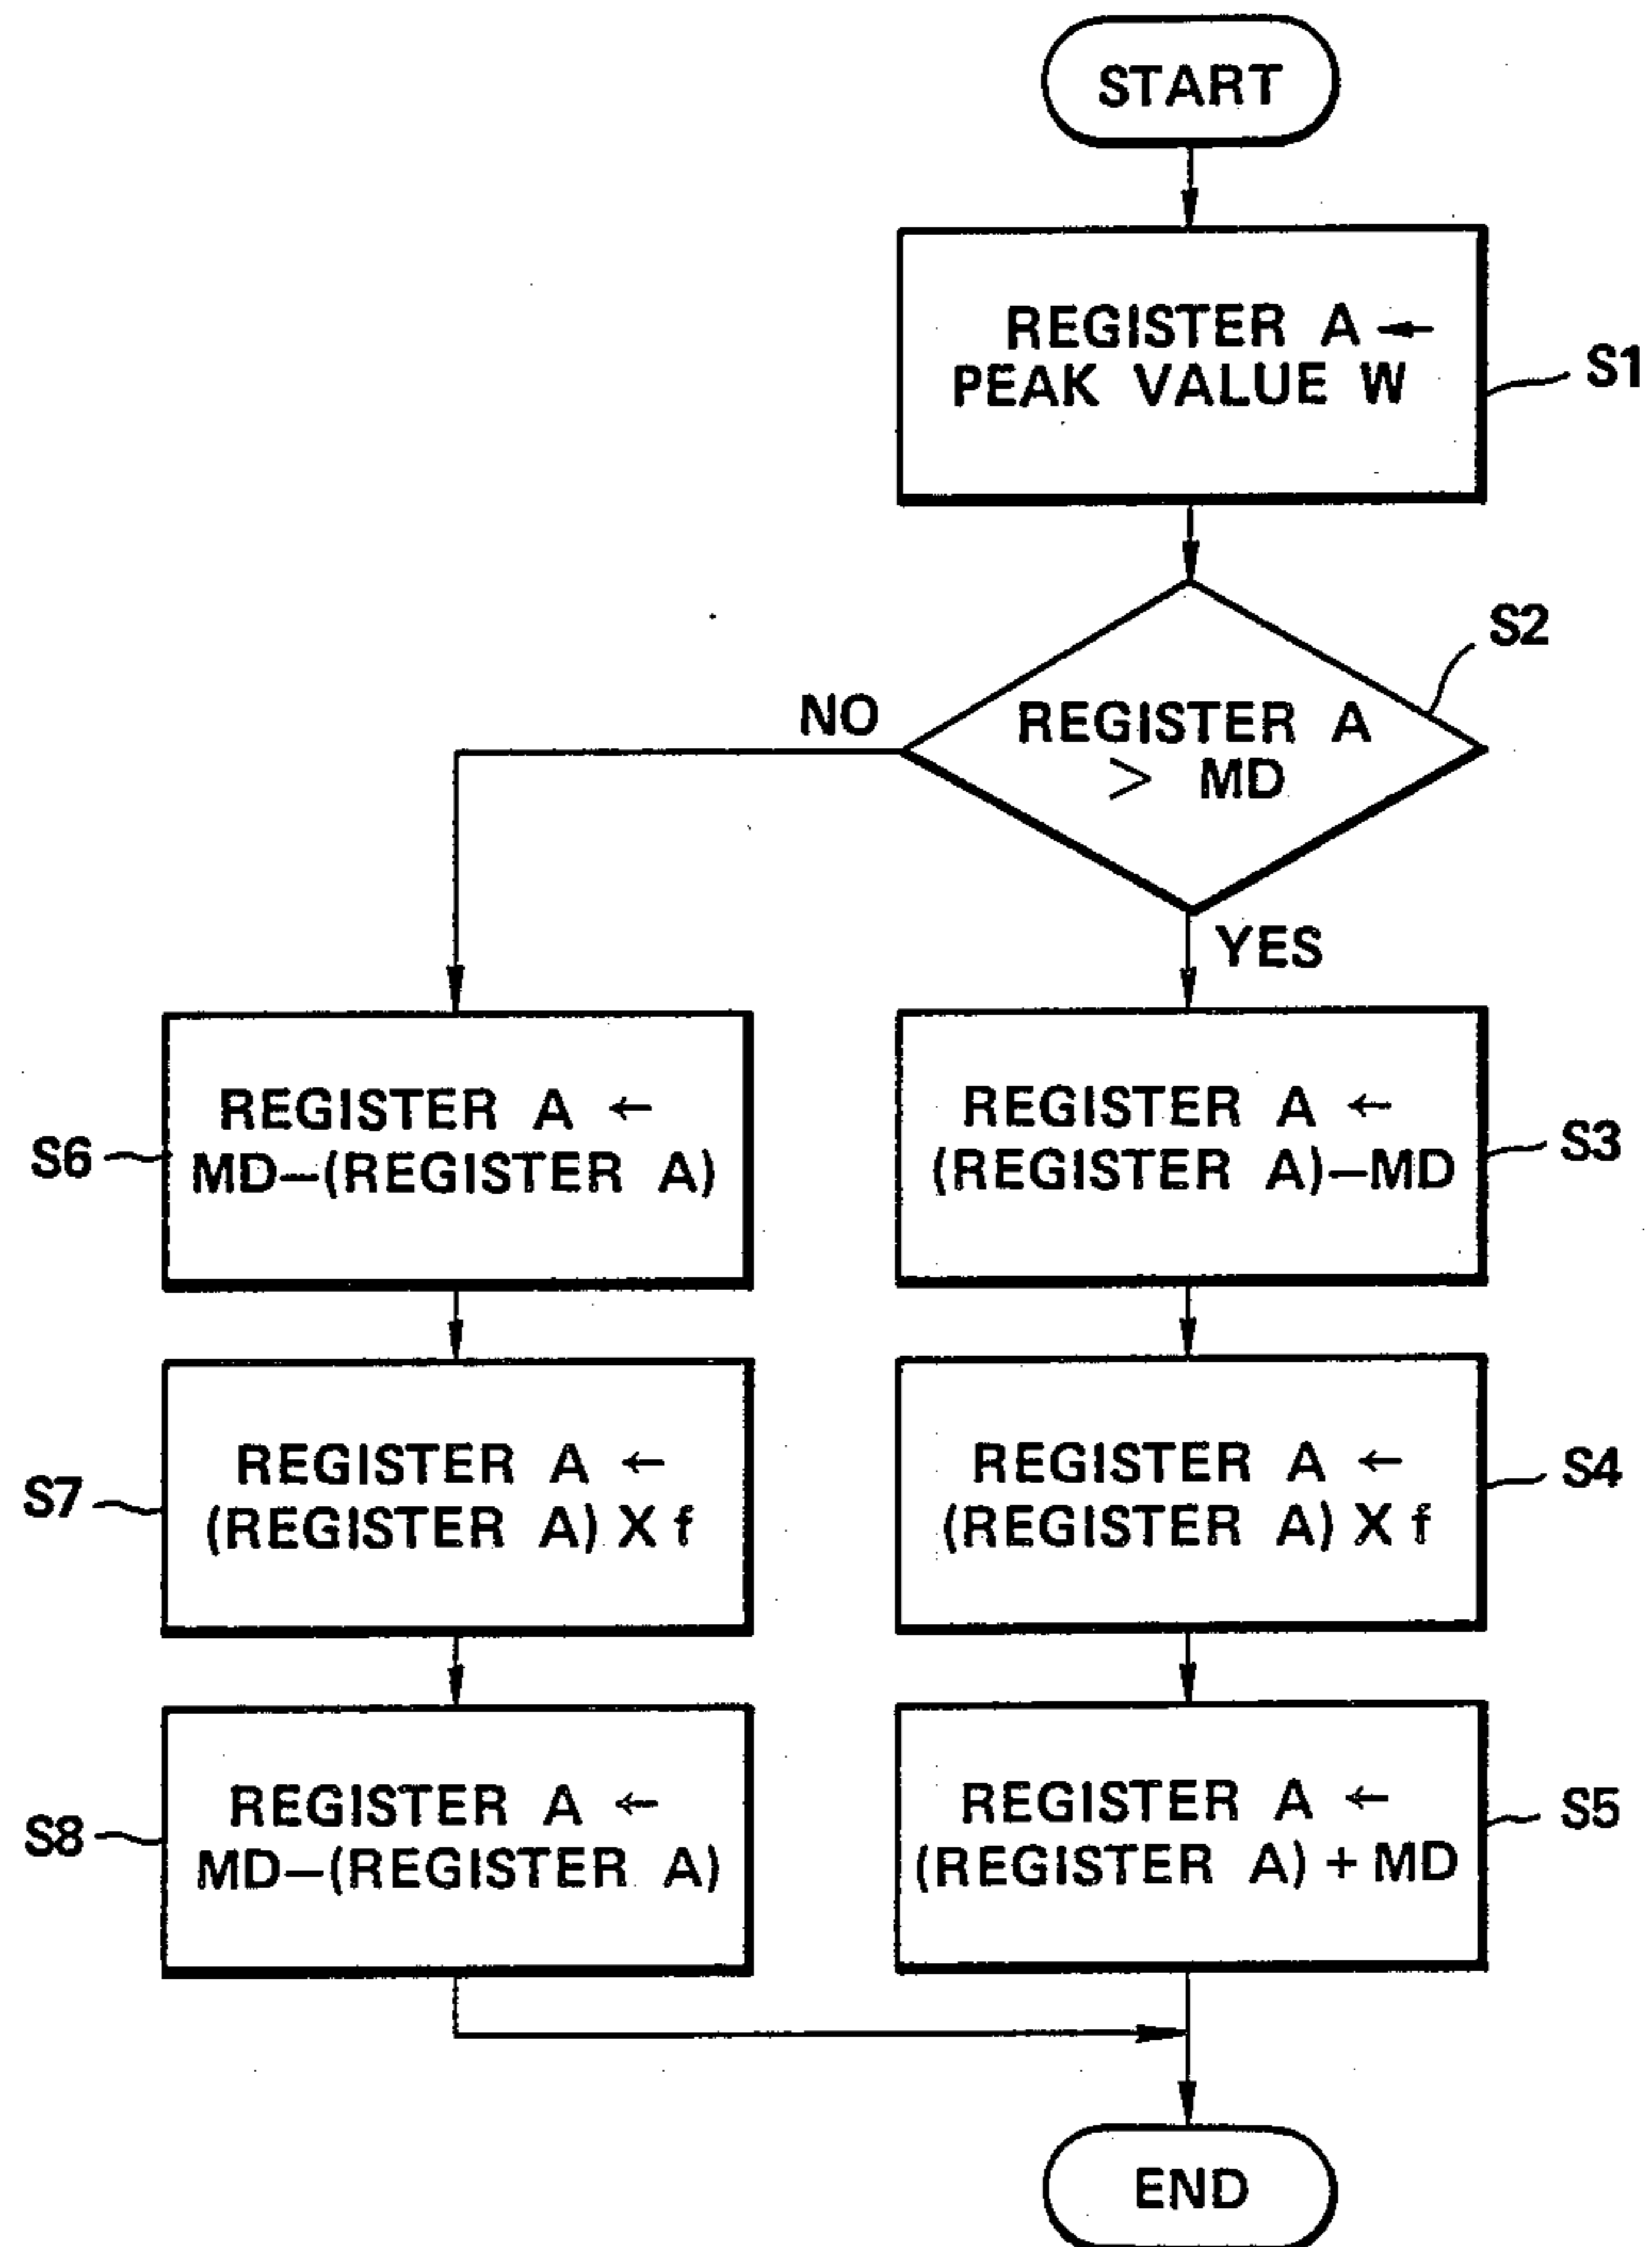 START
REGISTER A ←
PEAK VALUE W
S1
S2
REGISTER A
> MD
NO
YES
REGISTER A ←
MD–(REGISTER A)
S6
REGISTER A ←
(REGISTER A)–MD
S3
REGISTER A ←
(REGISTER A) X f
S7
REGISTER A ←
(REGISTER A) X f
S4
REGISTER A ←
MD–(REGISTER A)
S8
REGISTER A ←
(REGISTER A) + MD
S5
END